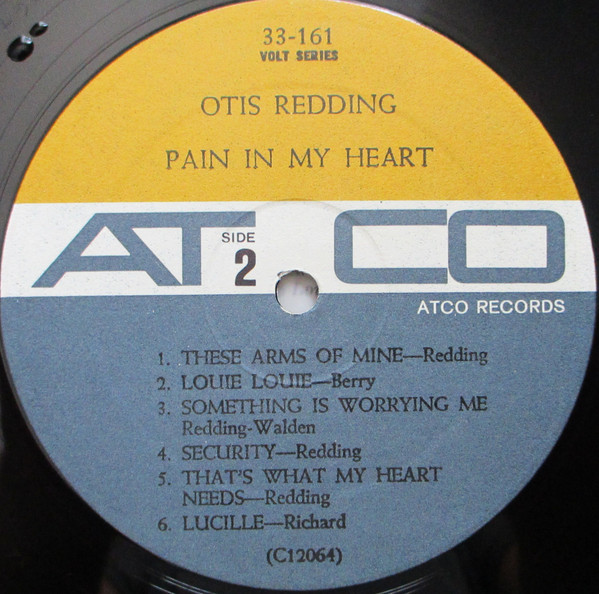 33-161
VOLT SERIES
OTIS REDDING
PAIN IN MY HEART
ATCO
SIDE
2
ATCO RECORDS
1. THESE ARMS OF MINE—Redding
2. LOUIE LOUIE—Berry
3. SOMETHING IS WORRYING ME
Redding-Walden
4. SECURITY—Redding
5. THAT'S WHAT MY HEART
NEEDS—Redding
6. LUCILLE—Richard
(C12064)